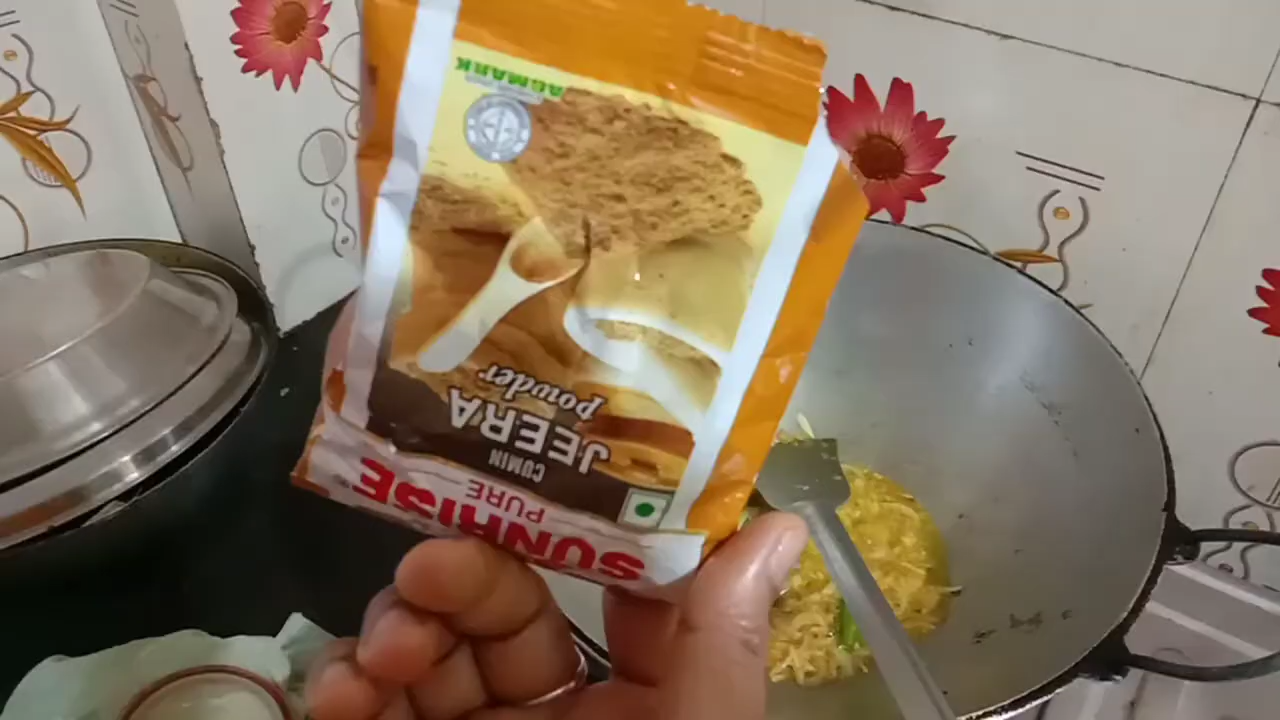 SUNRISE
PURE
CUMIN
JEERA
powder
AGMARK